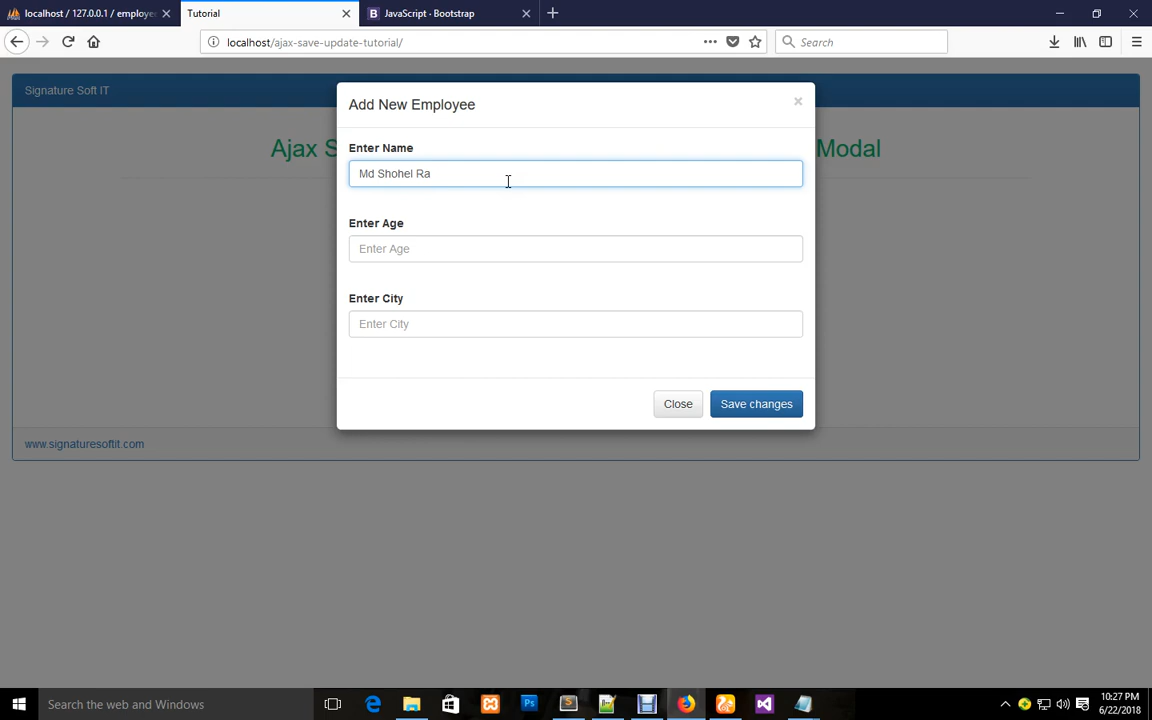 localhost / 127.0.0.1 / employe
Tutorial
B JavaScript · Bootstrap
localhost/ajax-save-update-tutorial/
Search
Signature Soft IT
Ajax S
Modal
Add New Employee
×
Enter Name
Md Shohel Ra
Enter Age
Enter Age
Enter City
Enter City
Close
Save changes
www.signaturesoftit.com
Search the web and Windows
Ps
S
10:27 PM
6/22/2018